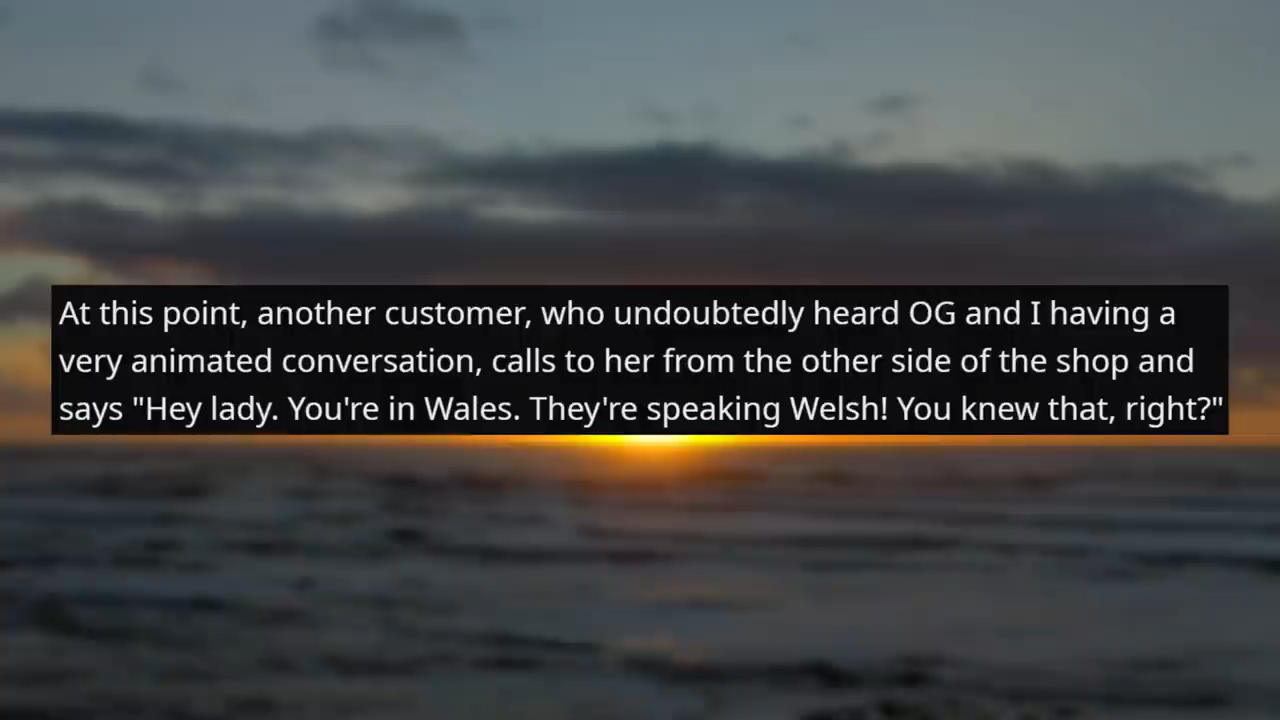 At this point, another customer, who undoubtedly heard OG and I having a
very animated conversation, calls to her from the other side of the shop and
says "Hey lady. You're in Wales. They're speaking Welsh! You knew that, right?"